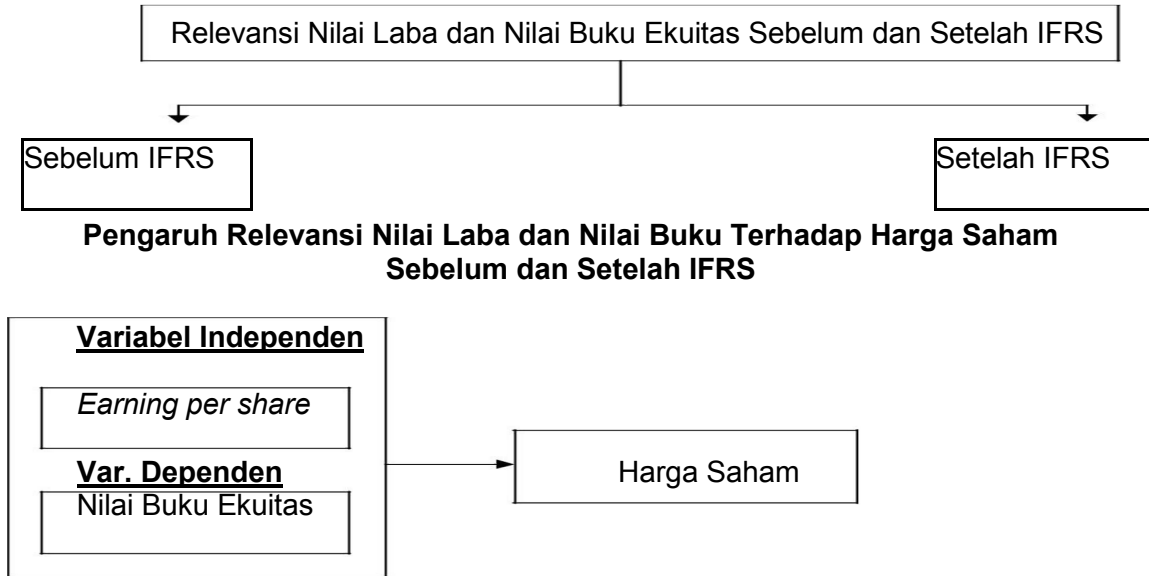 Relevansi Nilai Laba dan Nilai Buku Ekuitas Sebelum dan Setelah IFRS
Sebelum IFRS
Setelah IFRS
Pengaruh Relevansi Nilai Laba dan Nilai Buku Terhadap Harga Saham
Sebelum dan Setelah IFRS
Variabel Independen
Earning per share
Var. Dependen
Nilai Buku Ekuitas
Harga Saham